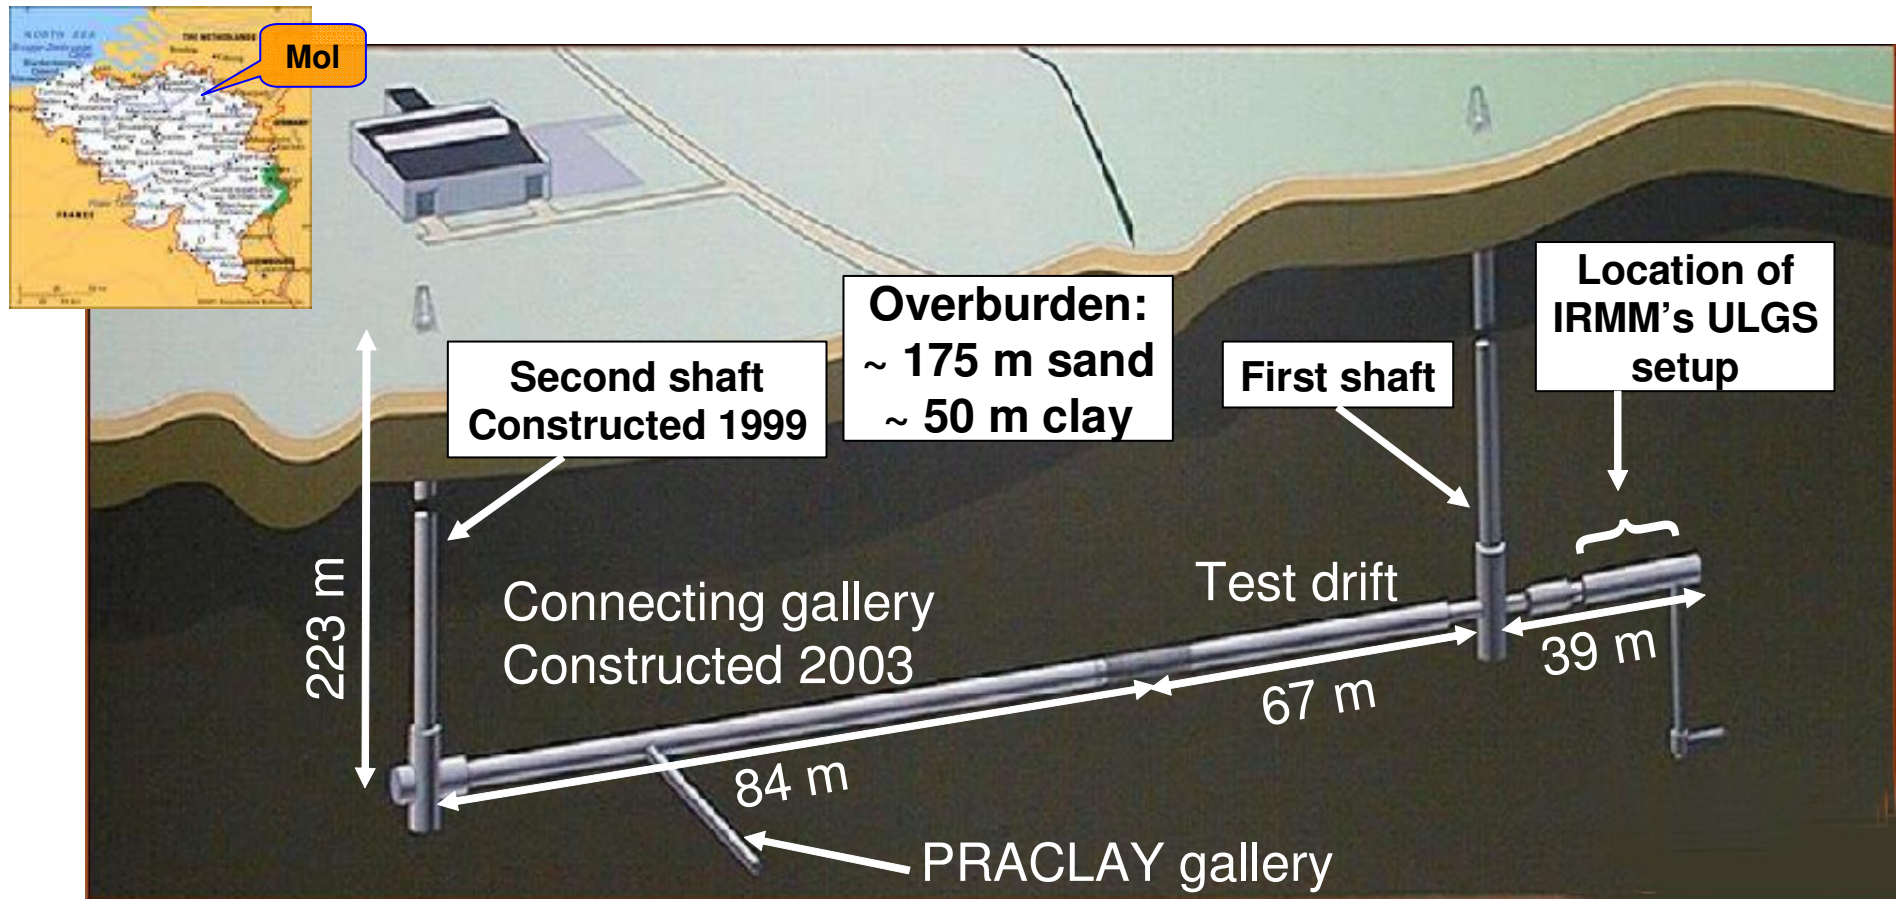 NORTH SEA
THE NETHERLANDS
Mol
FRANCE
Location of
IRMM's ULGS
setup
Overburden:
~ 175 m sand
~ 50 m clay
First shaft
Second shaft
Constructed 1999
223 m
Connecting gallery
Constructed 2003
Test drift
39 m
67 m
84 m
PRACLAY gallery